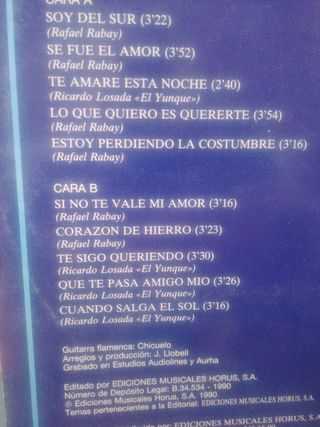 CARA A
SOY DEL SUR (3'22)
(Rafael Rabay)
SE FUE EL AMOR (3'52)
(Rafael Rabay)
TE AMARE ESTA NOCHE (2'40)
(Ricardo Losada «El Yunque»)
LO QUE QUIERO ES QUERERTE (3'54)
(Rafael Rabay)
ESTOY PERDIENDO LA COSTUMBRE (3'16)
(Rafael Rabay)
CARA B
SI NO TE VALE MI AMOR (3'16)
(Rafael Rabay)
CORAZON DE HIERRO (3'23)
(Rafael Rabay)
TE SIGO QUERIENDO (3'30)
(Ricardo Losada «El Yunque»)
QUE TE PASA AMIGO MIO (3'26)
(Ricardo Losada «El Yunque»)
CUANDO SALGA EL SOL (3'16)
(Ricardo Losada «El Yunque»)
Guitarra flamenca: Chicuelo
Arreglos y producción: J. Llobell
Grabado en Estudios Audiolines y Aurha
Editado por EDICIONES MUSICALES HORUS, S.A.
Número de Depósito Legal: B.34.534 - 1990
℗ EDICIONES MUSICALES HORUS, S.A. 1990
Temas pertenecientes a la Editorial: EDICIONES MUSICALES HORUS, S.A.
por: EDICIONES MUSICALES HORUS, S.A.